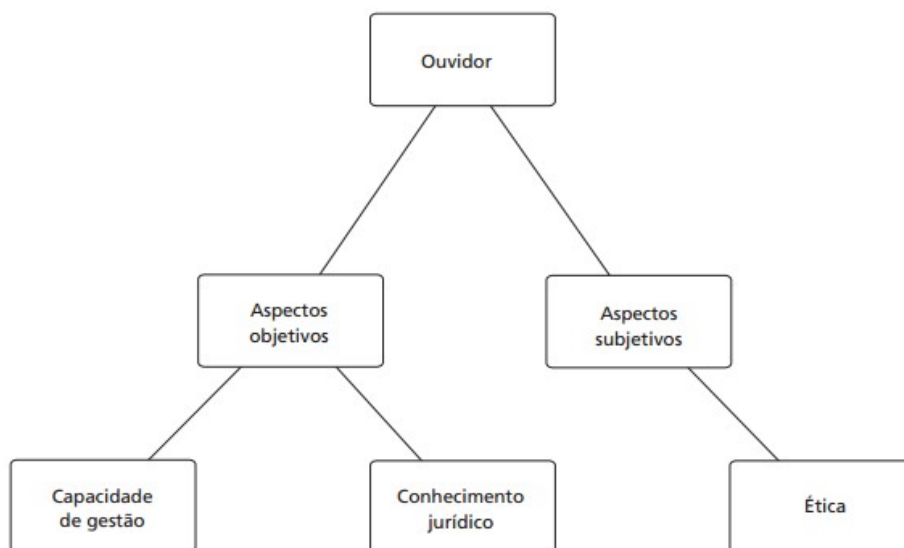 Ouvidor
Aspectos
objetivos
Aspectos
subjetivos
Capacidade
de gestão
Conhecimento
jurídico
Ética